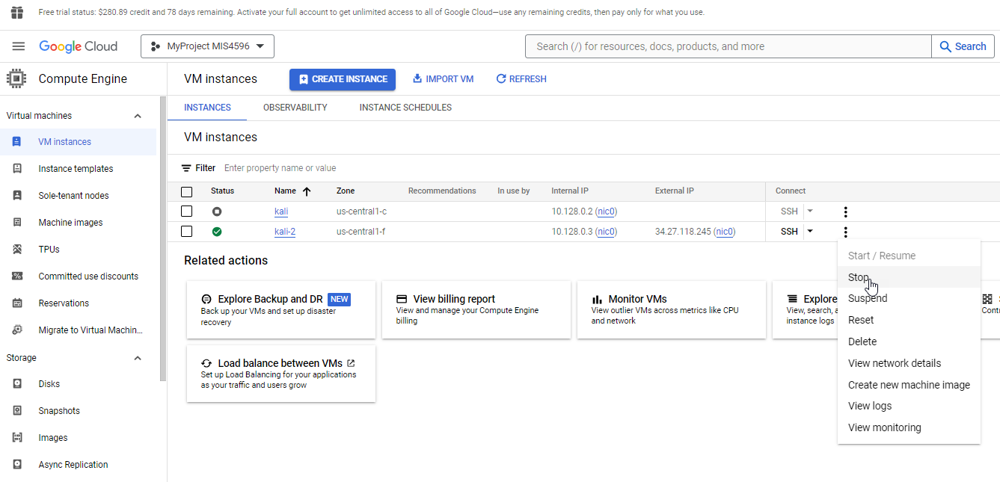 Free trial status: $280.89 credit and 78 days remaining. Activate your full account to get unlimited access to all of Google Cloud—use any remaining credits, then pay only for what you use.
Google Cloud
MyProject MIS4596
Search (/) for resources, docs, products, and more
Search
Compute Engine
VM instances
CREATE INSTANCE
IMPORT VM
REFRESH
Virtual machines
VM instances
Instance templates
Sole-tenant nodes
Machine images
TPUs
Committed use discounts
Reservations
Migrate to Virtual Machin...
Storage
Disks
Snapshots
Images
Async Replication
INSTANCES OBSERVABILITY INSTANCE SCHEDULES
VM instances
Filter Enter property name or value
Status Name Zone Recommendations In use by Internal IP External IP Connect
kali us-central1-c 10.128.0.2 (nic0) SSH
kali-2 us-central1-f 10.128.0.3 (nic0) 34.27.118.245 (nic0) SSH
Related actions
Explore Backup and DR NEW
Back up your VMs and set up disaster
recovery
View billing report
View and manage your Compute Engine
billing
Monitor VMs
View outlier VMs across metrics like CPU
and network
Explore
View, search, a
instance logs
Load balance between VMs
Set up Load Balancing for your applications
as your traffic and users grow
Start / Resume
Stop
Suspend
Reset
Delete
View network details
Create new machine image
View logs
View monitoring